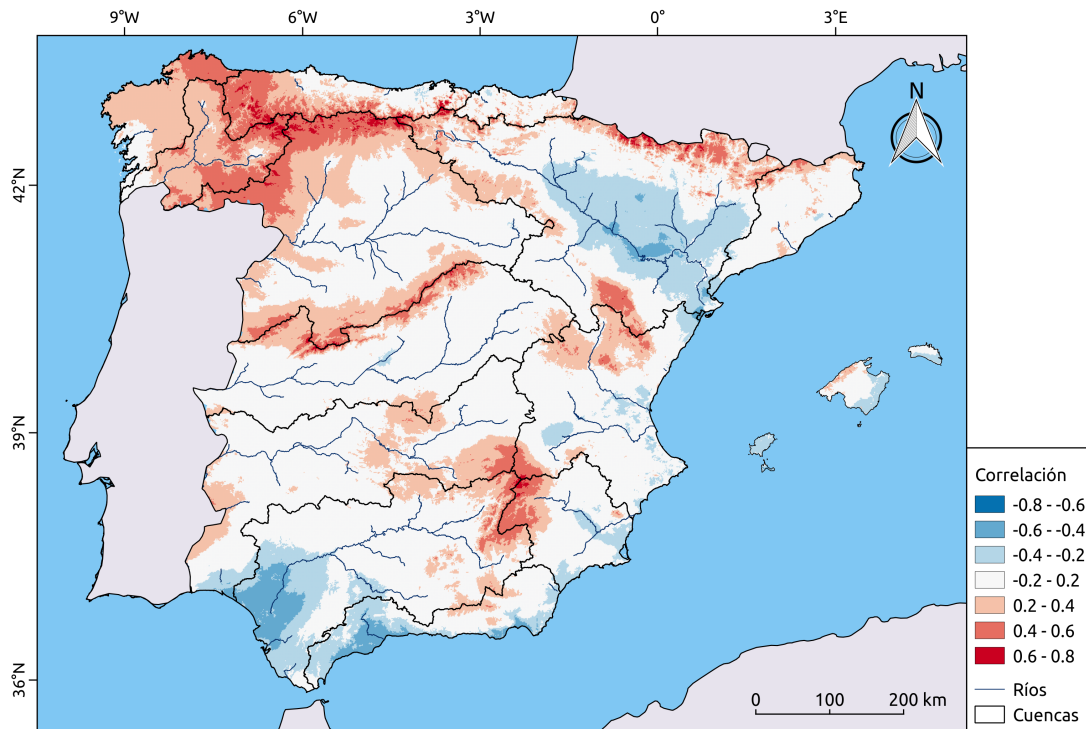 9°W 6°W 3°W 0° 3°E
N
42°N
39°N
36°N
Correlación
-0.8 - -0.6
-0.6 - -0.4
-0.4 - -0.2
-0.2 - 0.2
0.2 - 0.4
0.4 - 0.6
0.6 - 0.8
Ríos
Cuencas
0 100 200 km